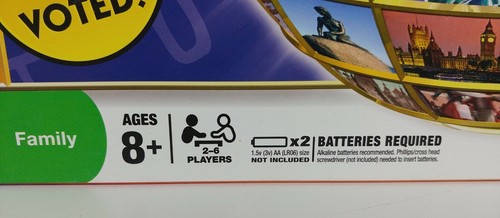 VOTED!
Family
AGES
8+
2-6
PLAYERS
x2
1.5v (3v) AA (LR06) size
NOT INCLUDED
BATTERIES REQUIRED
Alkaline batteries recommended. Phillips/cross head
screwdriver (not included) needed to insert batteries.